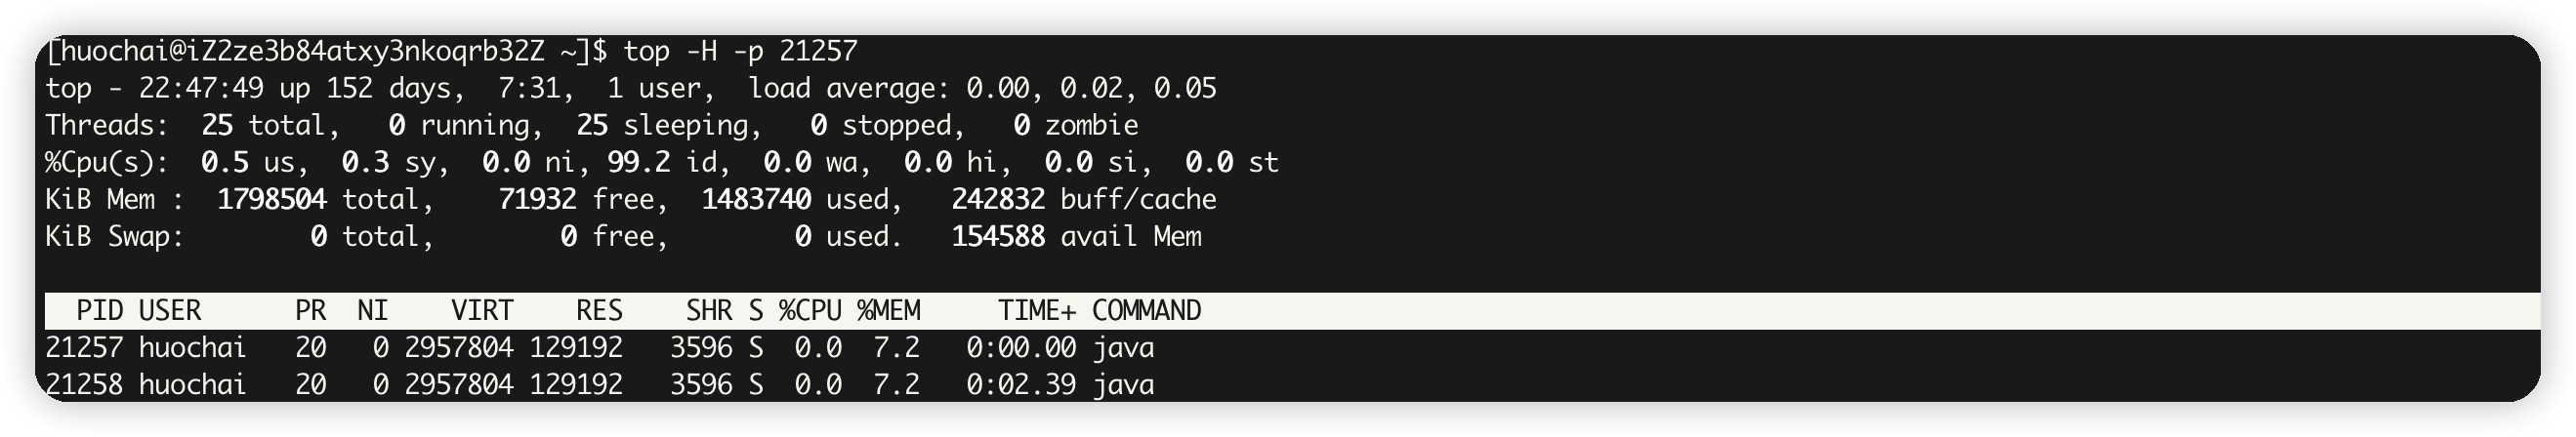 [huochai@iZ2ze3b84atxy3nkoqrb32Z ~]$ top -H -p 21257
top - 22:47:49 up 152 days,  7:31,  1 user,  load average: 0.00, 0.02, 0.05
Threads:  25 total,   0 running,  25 sleeping,   0 stopped,   0 zombie
%Cpu(s):  0.5 us,  0.3 sy,  0.0 ni, 99.2 id,  0.0 wa,  0.0 hi,  0.0 si,  0.0 st
KiB Mem :  1798504 total,    71932 free,  1483740 used,   242832 buff/cache
KiB Swap:        0 total,        0 free,        0 used.   154588 avail Mem
  PID USER      PR  NI    VIRT    RES    SHR S %CPU %MEM     TIME+ COMMAND
21257 huochai   20   0 2957804 129192   3596 S  0.0  7.2   0:00.00 java
21258 huochai   20   0 2957804 129192   3596 S  0.0  7.2   0:02.39 java